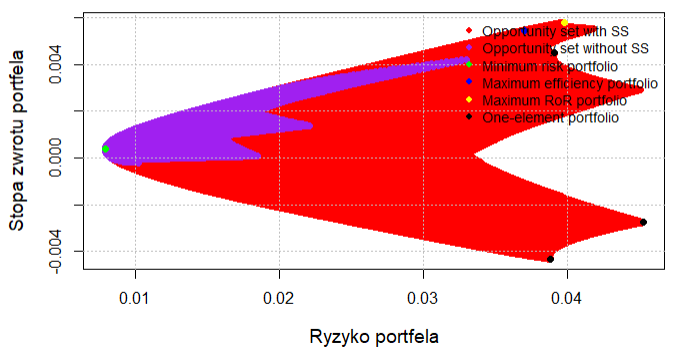 Opportunity set with SS
Opportunity set without SS
Minimum risk portfolio
Maximum efficiency portfolio
Maximum RoR portfolio
One-element portfolio
Stopa zwrotu portfela
0.004
0.000
-0.004
0.01
0.02
0.03
0.04
Ryzyko portfela